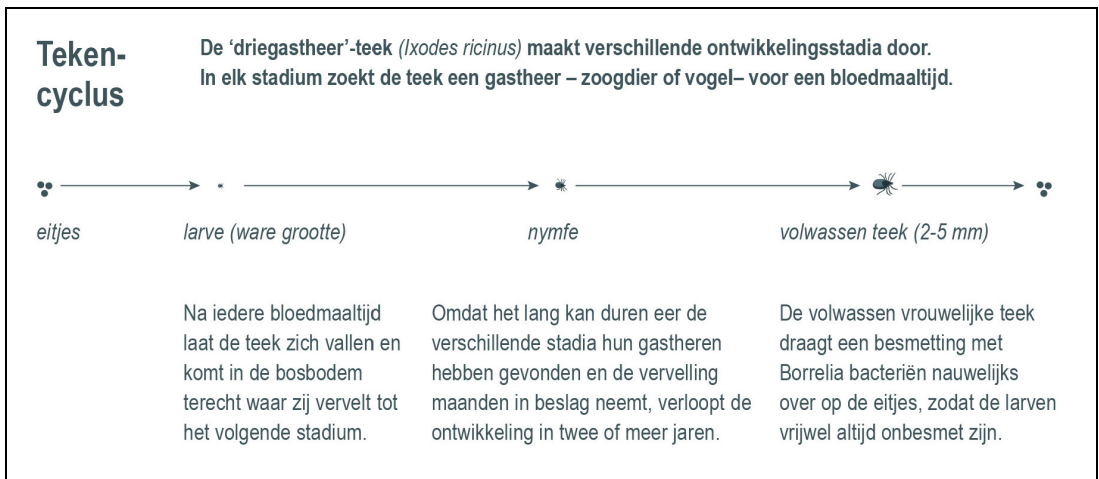 Teken-
cyclus
De ‘driegastheer’-teek (Ixodes ricinus) maakt verschillende ontwikkelingsstadia door.
In elk stadium zoekt de teek een gastheer – zoogdier of vogel– voor een bloedmaaltijd.
eitjes
larve (ware grootte)
nymfe
volwassen teek (2-5 mm)
Na iedere bloedmaaltijd
laat de teek zich vallen en
komt in de bosbodem
terecht waar zij vervelt tot
het volgende stadium.
Omdat het lang kan duren eer de
verschillende stadia hun gastheren
hebben gevonden en de vervelling
maanden in beslag neemt, verloopt de
ontwikkeling in twee of meer jaren.
De volwassen vrouwelijke teek
draagt een besmetting met
Borrelia bacteriën nauwelijks
over op de eitjes, zodat de larven
vrijwel altijd onbesmet zijn.